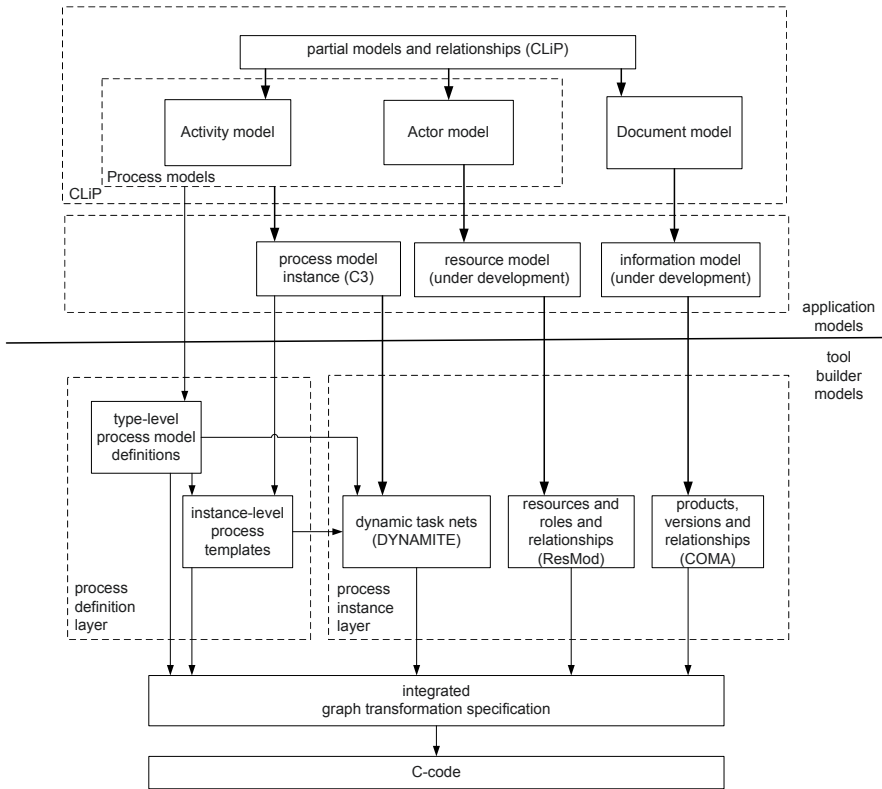 partial models and relationships (CLiP)
Activity model
Actor model
Document model
Process models
CLiP
process model
instance (C3)
resource model
(under development)
information model
(under development)
application
models
tool
builder
models
type-level
process model
definitions
instance-level
process
templates
dynamic task nets
(DYNAMITE)
resources and
roles and
relationships
(ResMod)
products,
versions and
relationships
(COMA)
process
definition
layer
process
instance
layer
integrated
graph transformation specification
C-code